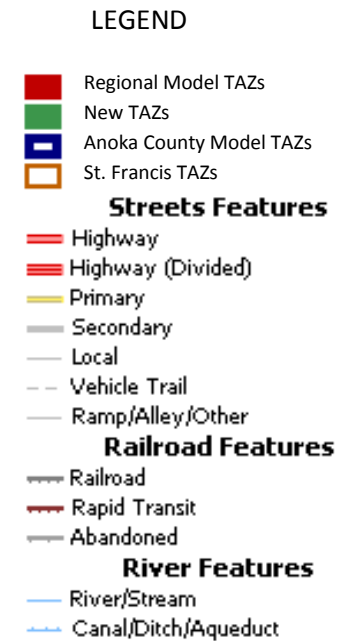 LEGEND
Regional Model TAZs
New TAZs
Anoka County Model TAZs
St. Francis TAZs
Streets Features
Highway
Highway (Divided)
Primary
Secondary
Local
Vehicle Trail
Ramp/Alley/Other
Railroad Features
Railroad
Rapid Transit
Abandoned
River Features
River/Stream
Canal/Ditch/Aqueduct